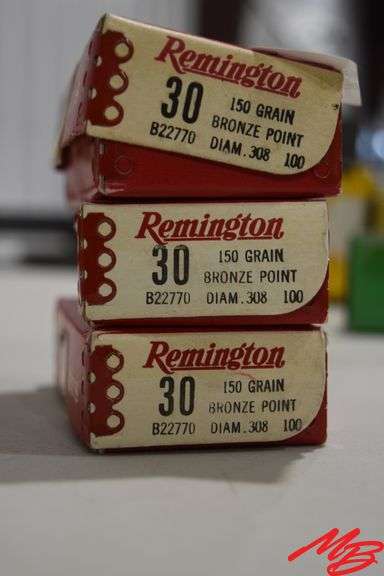 Remington
30
150 GRAIN
BRONZE POINT
B22770 DIAM .308 100
Remington
30
150 GRAIN
BRONZE POINT
B22770 DIAM .308 100
Remington
30
150 GRAIN
BRONZE POINT
B22770 DIAM .308 100
MB